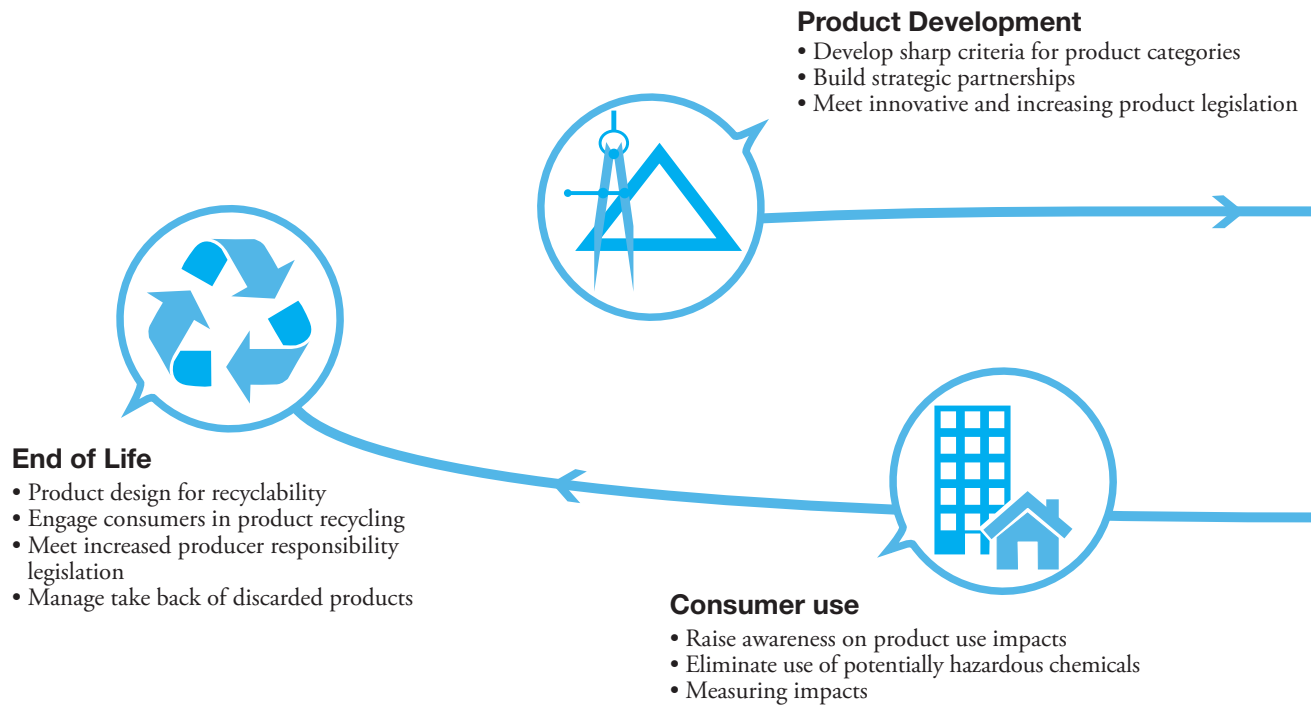 Product Development
• Develop sharp criteria for product categories
• Build strategic partnerships
• Meet innovative and increasing product legislation
End of Life
• Product design for recyclability
• Engage consumers in product recycling
• Meet increased producer responsibility
legislation
• Manage take back of discarded products
Consumer use
• Raise awareness on product use impacts
• Eliminate use of potentially hazardous chemicals
• Measuring impacts